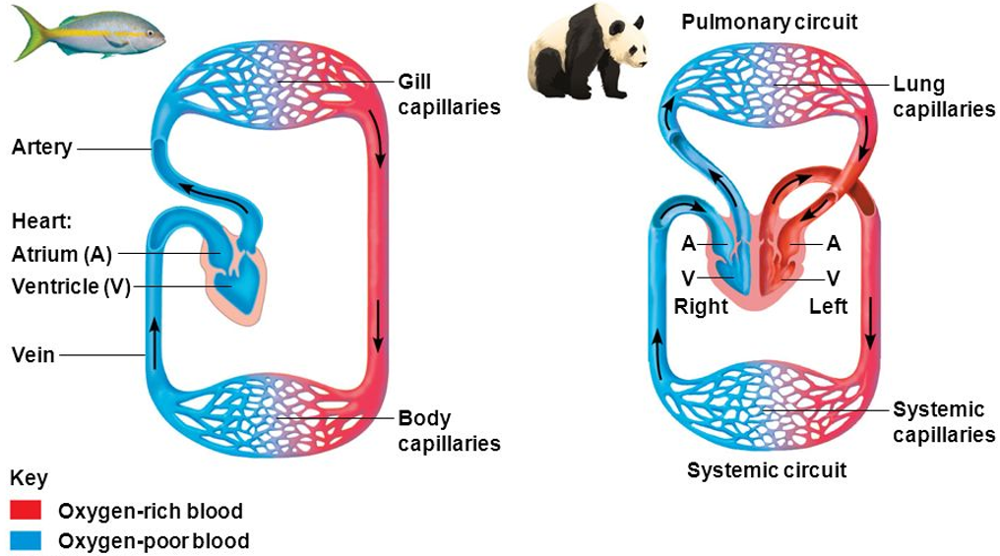 Gill
capillaries
Artery
Heart:
Atrium (A)
Ventricle (V)
Vein
Body
capillaries
Key
Oxygen-rich blood
Oxygen-poor blood
Pulmonary circuit
Lung
capillaries
A
A
V
V
Right
Left
Systemic
capillaries
Systemic circuit